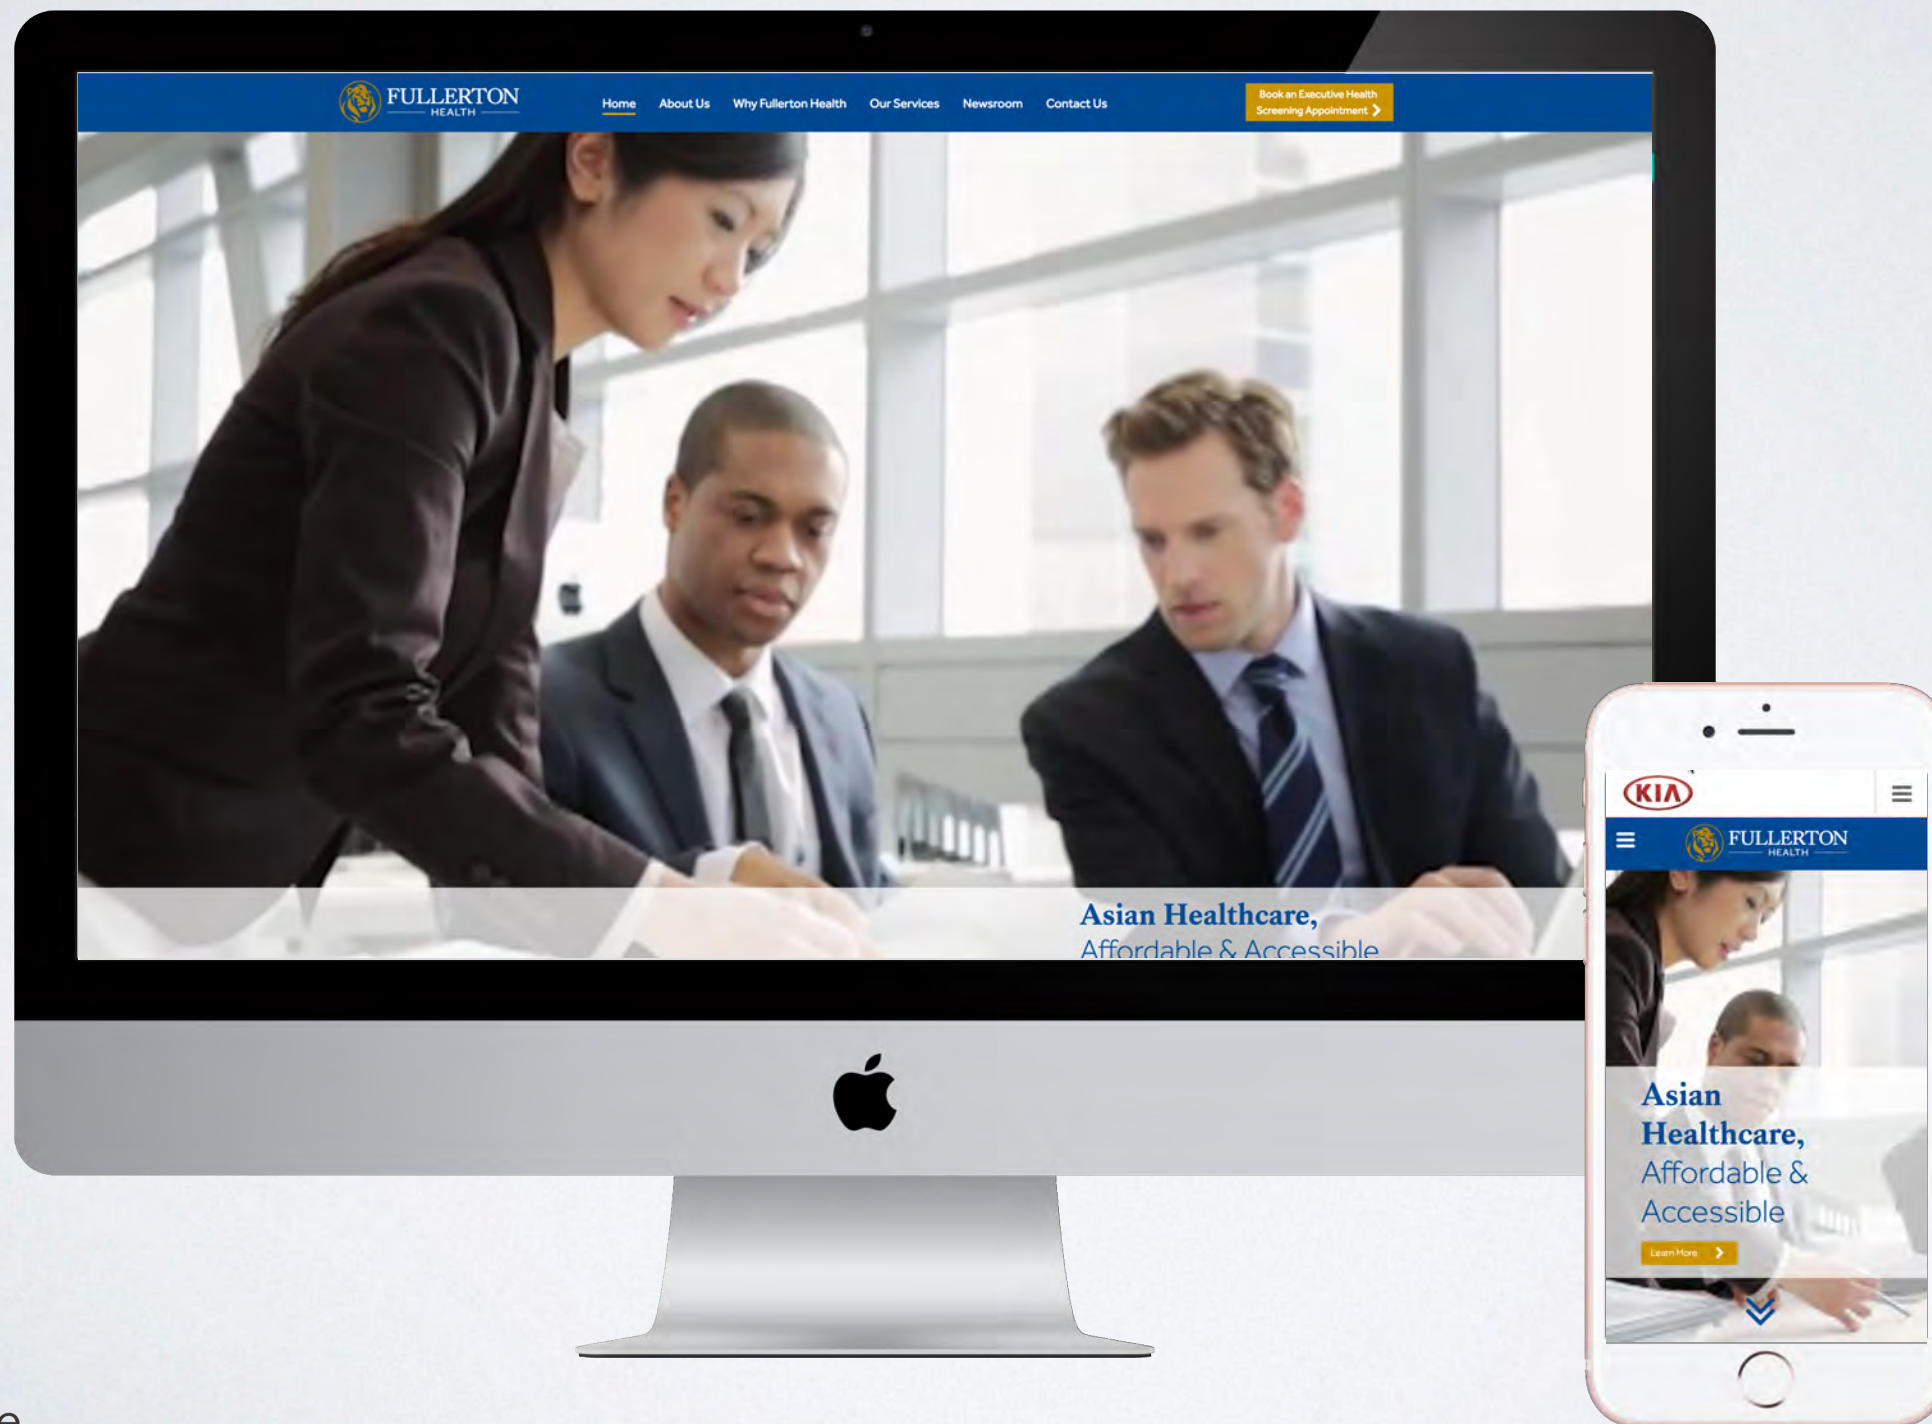 FULLERTON
HEALTH
Home About Us Why Fullerton Health Our Services Newsroom Contact Us
Book an Executive Health
Screening Appointment
Asian Healthcare,
Affordable & Accessible
KIA
FULLERTON
HEALTH
Asian
Healthcare,
Affordable &
Accessible
Learn More